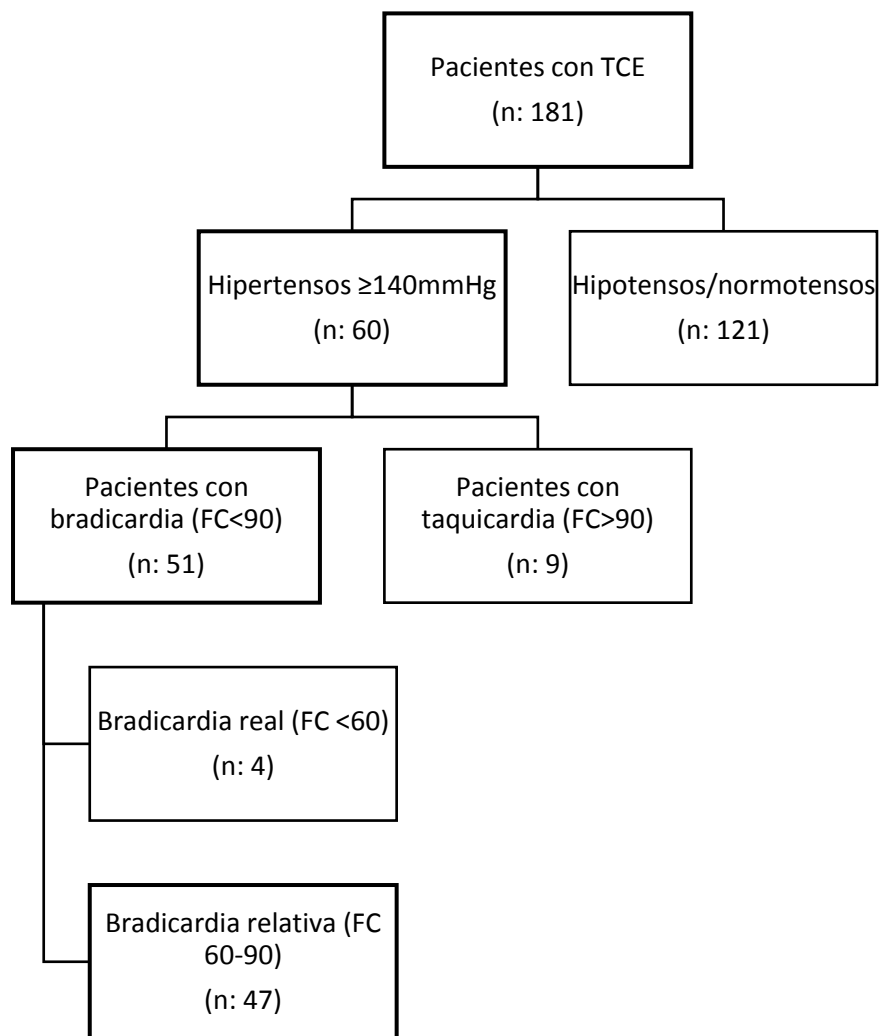 Pacientes con TCE
(n: 181)
Hipertensos ≥140mmHg
(n: 60)
Hipotensos/normotensos
(n: 121)
Pacientes con
bradicardia (FC<90)
(n: 51)
Pacientes con
taquicardia (FC>90)
(n: 9)
Bradicardia real (FC <60)
(n: 4)
Bradicardia relativa (FC
60-90)
(n: 47)